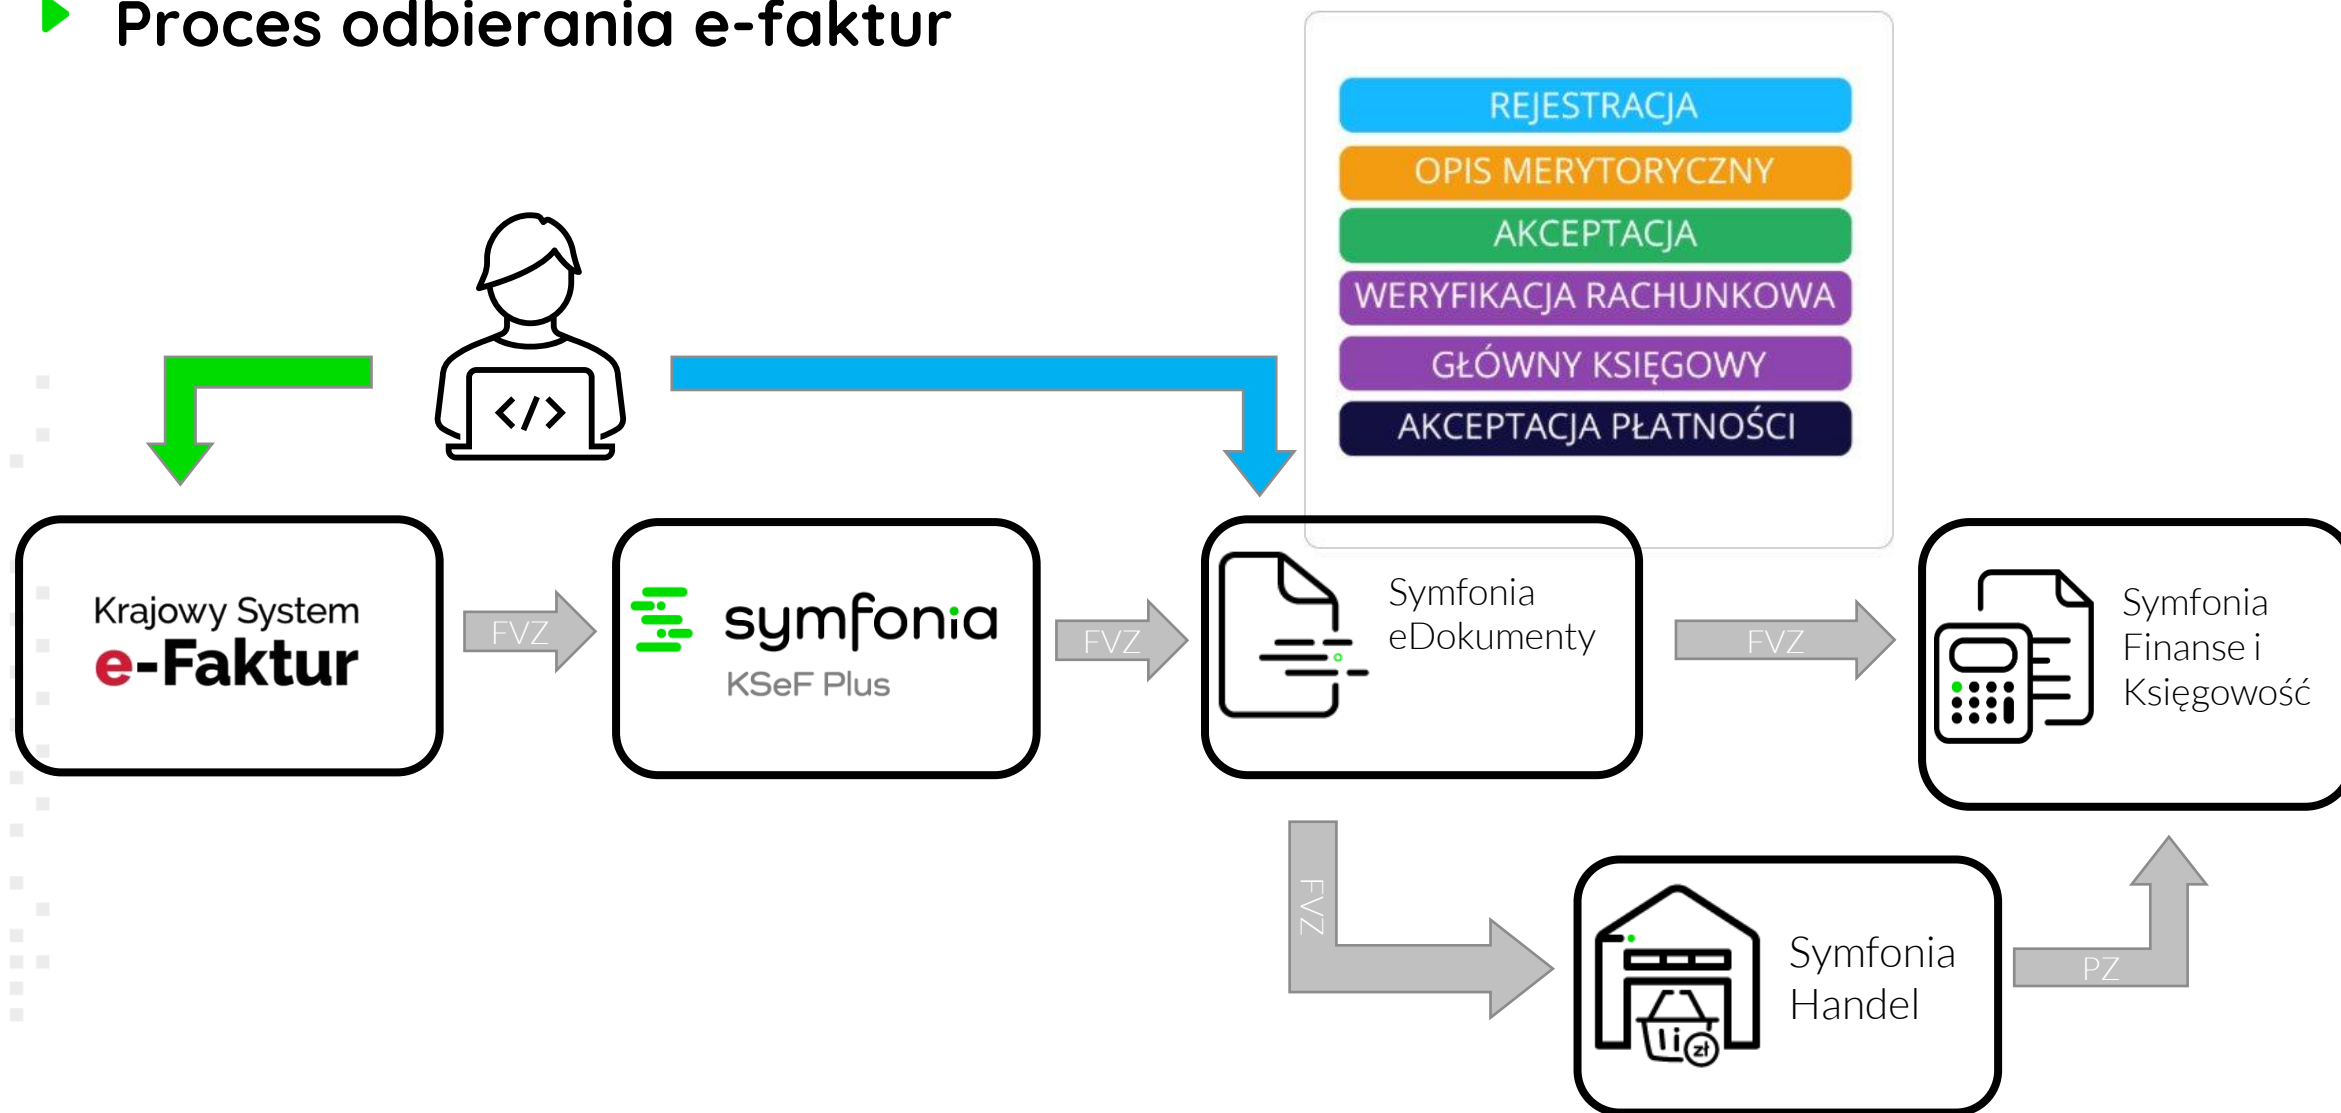 Proces odbierania e-faktur
REJESTRACJA
OPIS MERYTORYCZNY
AKCEPTACJA
WERYFIKACJA RACHUNKOWA
GŁÓWNY KSIĘGOWY
AKCEPTACJA PŁATNOŚCI
</>
Krajowy System
e-Faktur
FVZ
symfonia
KSeF Plus
FVZ
Symfonia
eDokumenty
FVZ
Symfonia
Finanse i
Księgowość
FVZ
Symfonia
Handel
zł
PZ